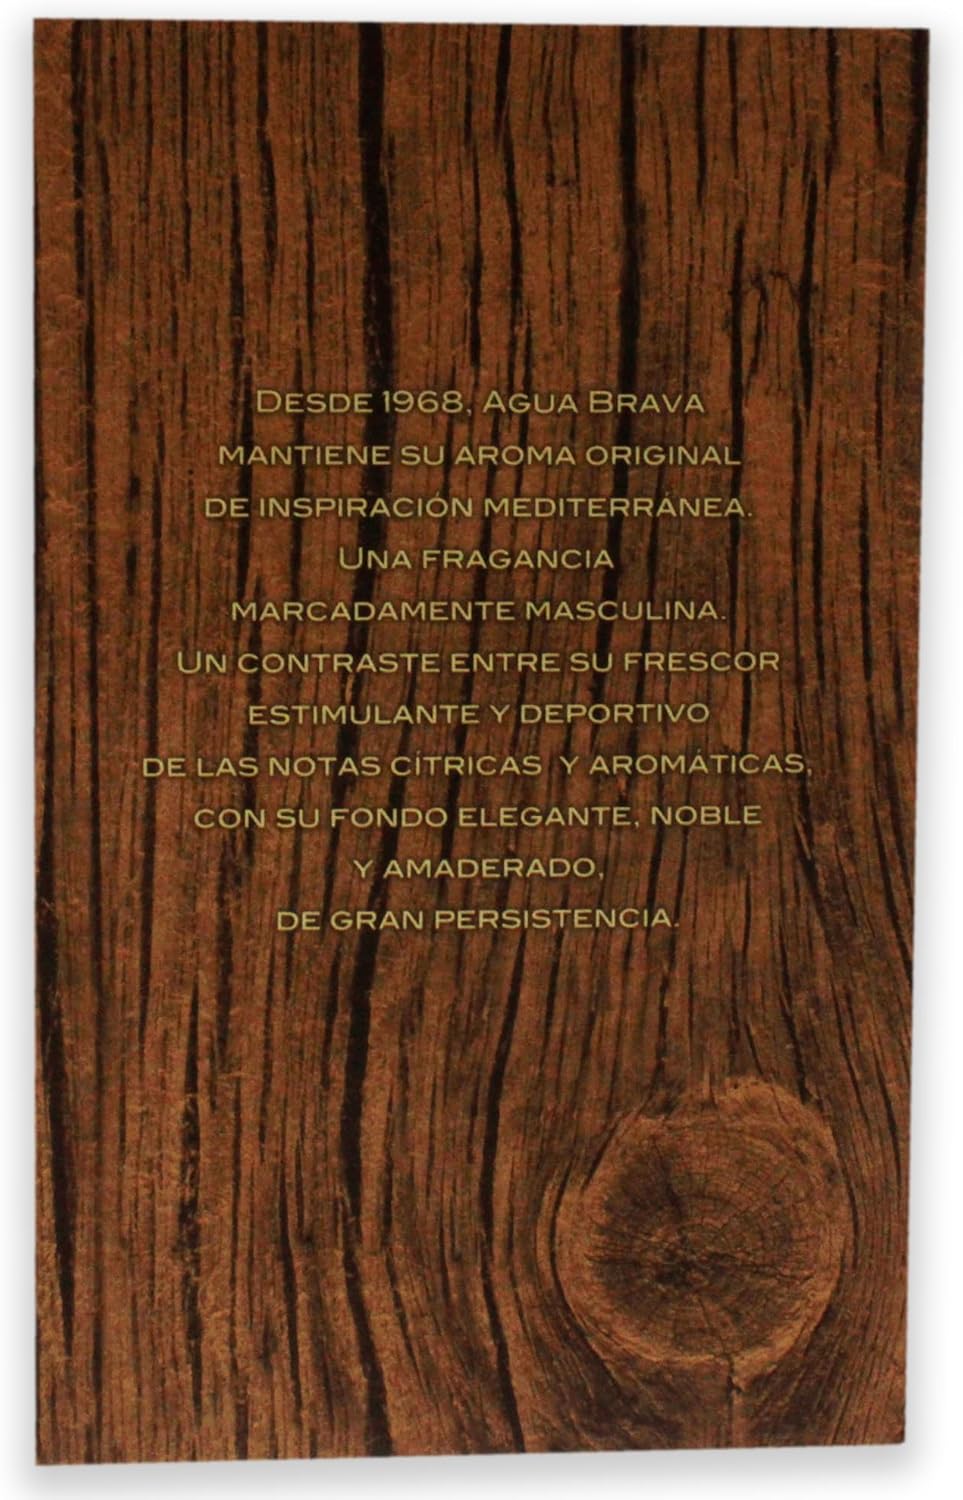 Desde 1968, Agua Brava
mantiene su aroma original
de inspiración mediterránea.
Una fragancia
marcadamente masculina.
Un contraste entre su frescor
estimulante y deportivo
de las notas cítricas y aromáticas,
con su fondo elegante, noble
y amaderado,
de gran persistencia.